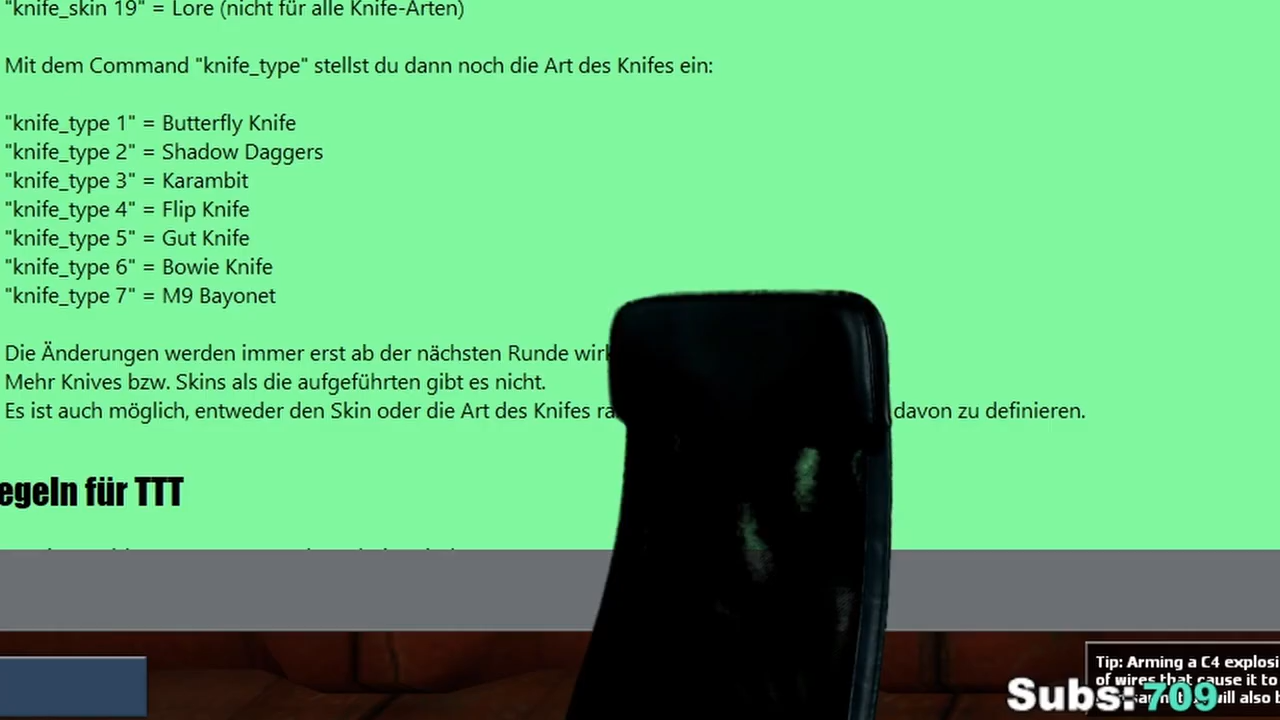 "knife_skin 19" = Lore (nicht für alle Knife-Arten)
Mit dem Command "knife_type" stellst du dann noch die Art des Knifes ein:
"knife_type 1" = Butterfly Knife
"knife_type 2" = Shadow Daggers
"knife_type 3" = Karambit
"knife_type 4" = Flip Knife
"knife_type 5" = Gut Knife
"knife_type 6" = Bowie Knife
"knife_type 7" = M9 Bayonet
Die Änderungen werden immer erst ab der nächsten Runde
Mehr Knives bzw. Skins als die aufgeführten gibt es nicht.
Es ist auch möglich, entweder den Skin oder die Art des Knifes davon zu definieren.
egeln für TTT
Tip: Arming a C4 explosi
of wires that cause it to
will also b
Subs: 709